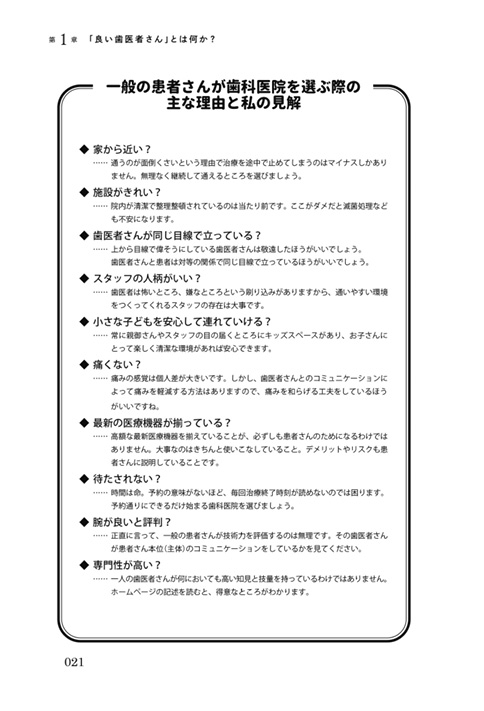 第1章 「良い歯医者さん」とは何か？
一般の患者さんが歯科医院を選ぶ際の
主な理由と私の見解
◆ 家から近い？
…… 通うのが面倒くさいという理由で治療を途中で止めてしまうのはマイナスしかあり
ません。無理なく継続して通えるところを選びましょう。
◆ 施設がきれい？
…… 院内が清潔で整理整頓されているのは当たり前です。ここがダメだと滅菌処理など
も不安になります。
◆ 歯医者さんが同じ目線で立っている？
…… 上から目線で偉そうにしている歯医者さんは敬遠したほうがいいでしょう。
歯医者さんと患者は対等の関係で同じ目線で立っているほうがいいでしょう。
◆ スタッフの人柄がいい？
…… 歯医者は怖いところ、嫌なところという刷り込みがありますから、通いやすい環境
をつくってくれるスタッフの存在は大事です。
◆ 小さな子どもを安心して連れていける？
…… 常に親御さんやスタッフの目の届くところにキッズスペースがあり、お子さんに
とって楽しく清潔な環境があれば安心できます。
◆ 痛くない？
…… 痛みの感覚は個人差が大きいです。しかし、歯医者さんとのコミュニケーションに
よって痛みを軽減する方法はありますので、痛みを和らげる工夫をしているほう
がいいですね。
◆ 最新の医療機器が揃っている？
…… 高額な最新医療機器を揃えていることが、必ずしも患者さんのためになるわけでは
ありません。大事なのはきちんと使いこなしていること。デメリットやリスクも患
者さんに説明していることです。
◆ 待たされない？
…… 時間は命。予約の意味がないほど、毎回治療終了時刻が読めないのでは困ります。
予約通りにできるだけ始まる歯科医院を選びましょう。
◆ 腕が良いと評判？
…… 正直に言って、一般の患者さんが技術力を評価するのは無理です。その歯医者さん
が患者さん本位（主体）のコミュニケーションをしているかを見てください。
◆ 専門性が高い？
…… 一人の歯医者さんが何においても高い知見と技量を持っているわけではありません。
ホームページの記述を読むと、得意なところがわかります。
021